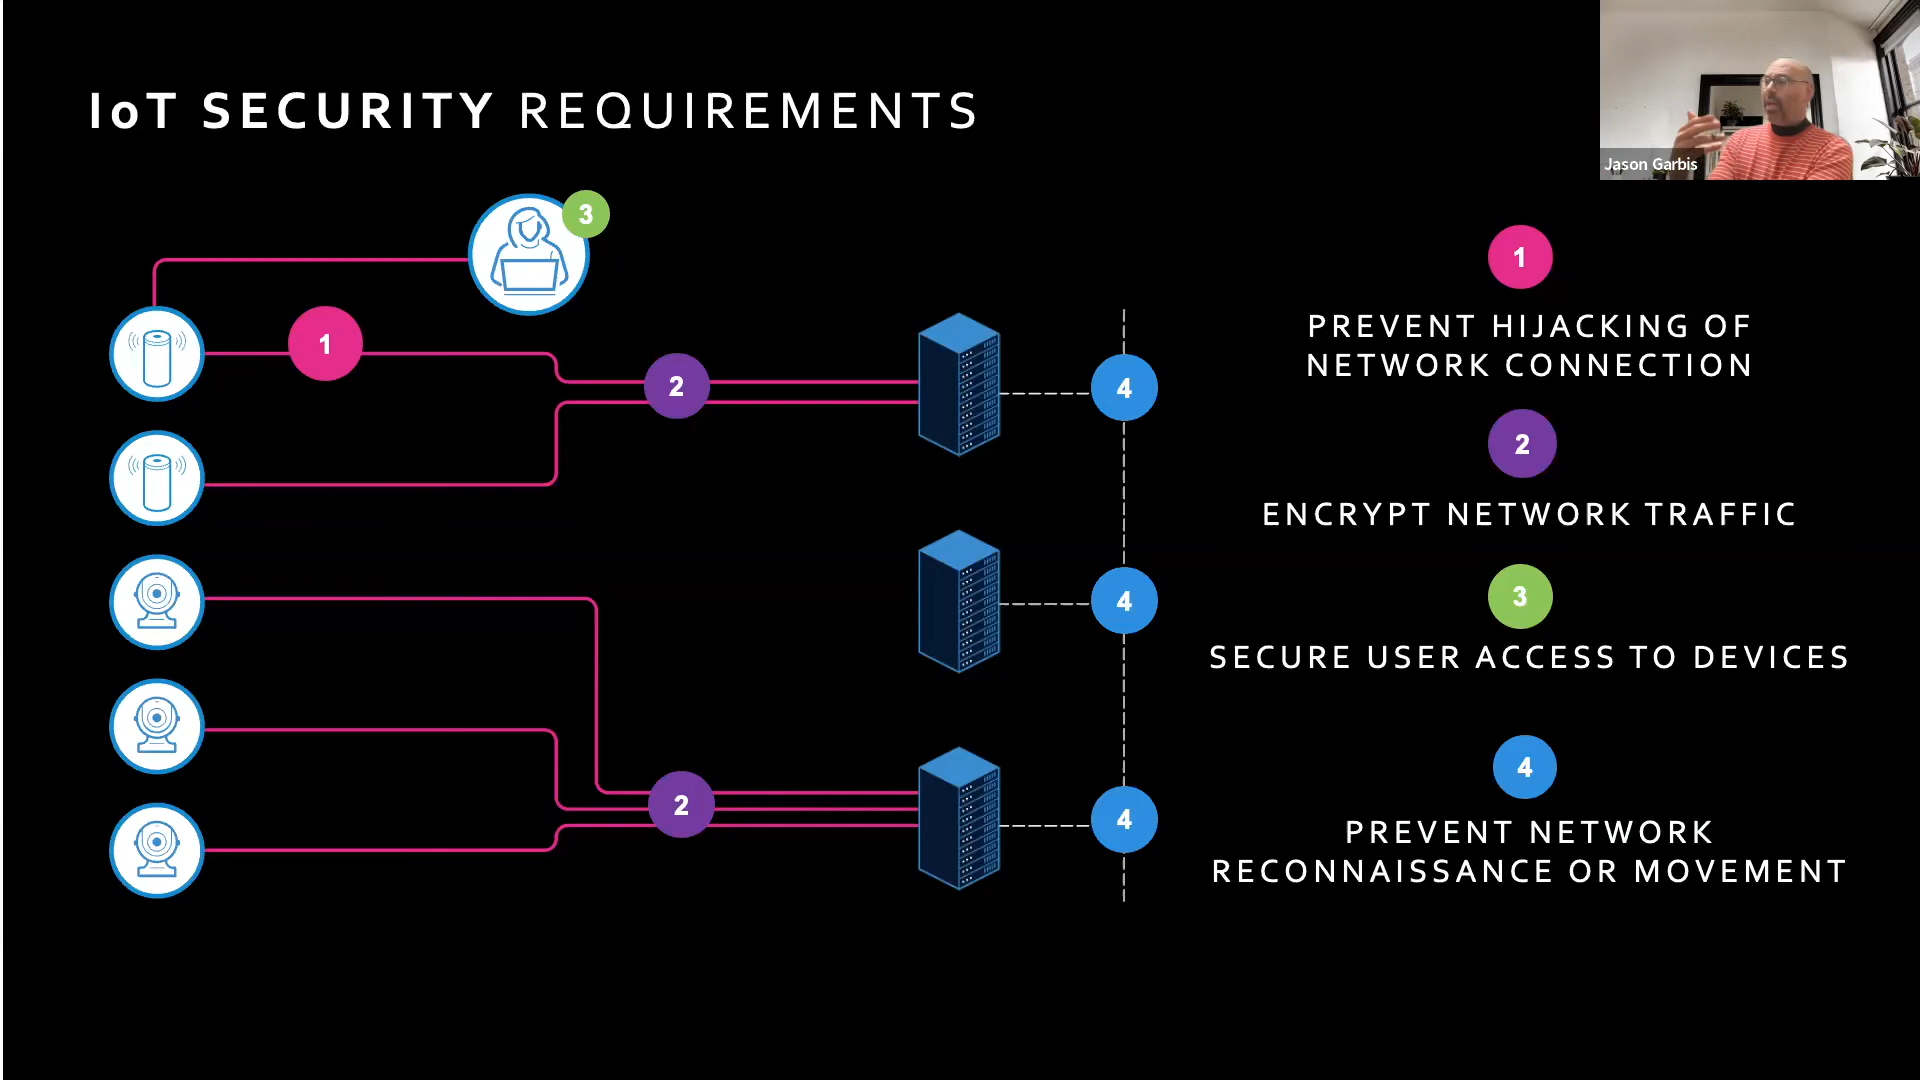 IoT SECURITY REQUIREMENTS
Jason Garbis
3
1
2
4
4
2
4
1
PREVENT HIJACKING OF
NETWORK CONNECTION
2
ENCRYPT NETWORK TRAFFIC
3
SECURE USER ACCESS TO DEVICES
4
PREVENT NETWORK
RECONNAISSANCE OR MOVEMENT